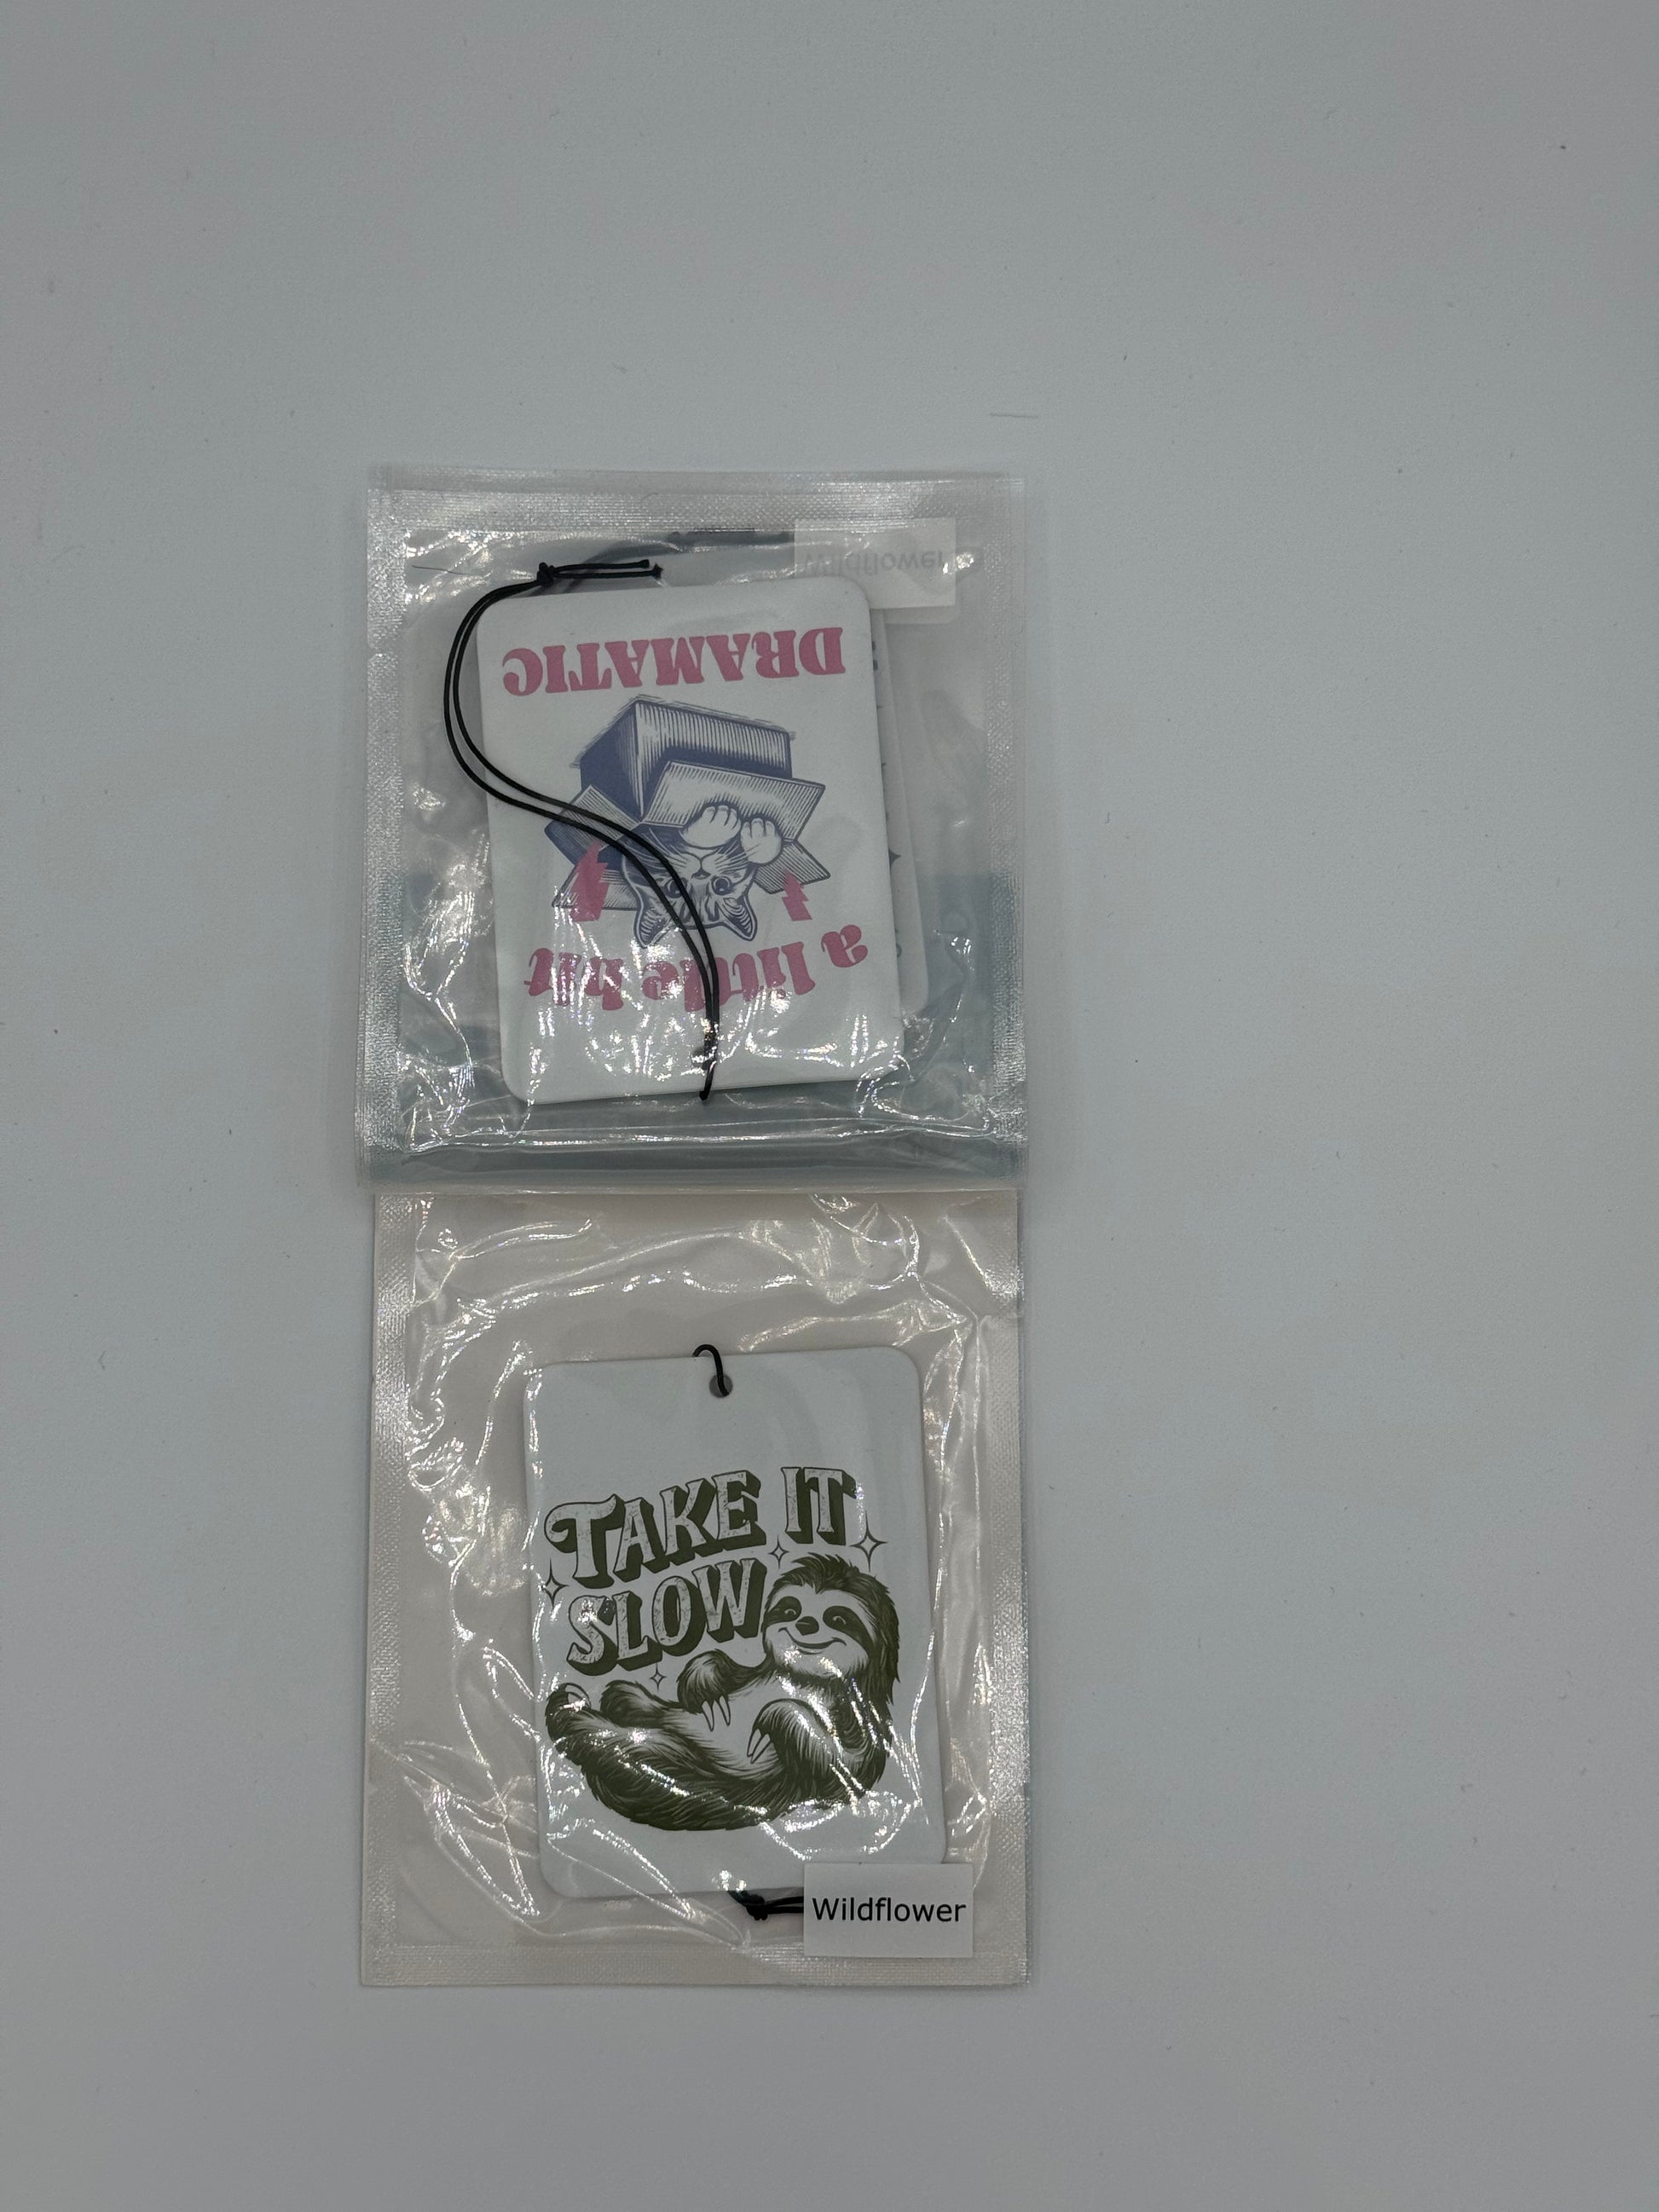 Wildflower
a little bit
DRAMATIC
TAKE IT
SLOW
Wildflower